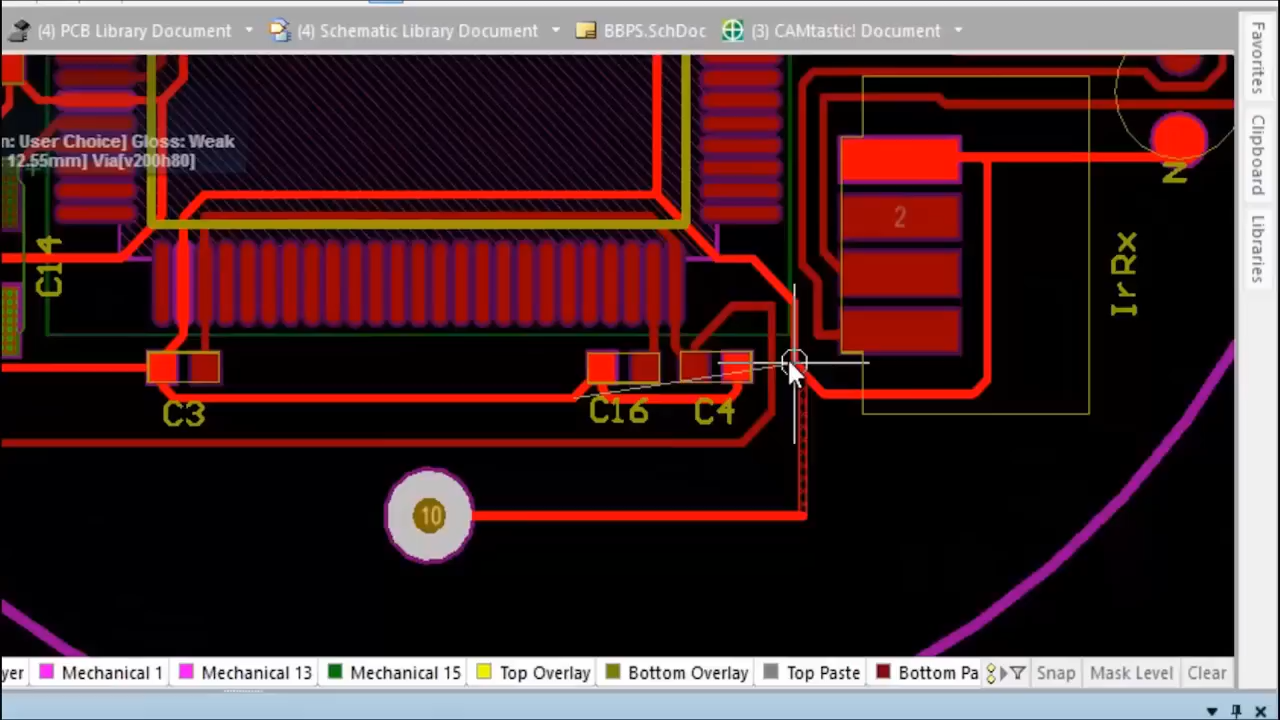 (4) PCB Library Document
(4) Schematic Library Document
BBPS.SchDoc
(3) CAMtastic! Document
Favorites
Clipboard
Libraries
n: User Choice] Gloss: Weak
12.55mm] Via[v200h80]
C14
2
N
IrRx
C3
C16
C4
10
yer
Mechanical 1
Mechanical 13
Mechanical 15
Top Overlay
Bottom Overlay
Top Paste
Bottom Pa
Snap
Mask Level
Clear